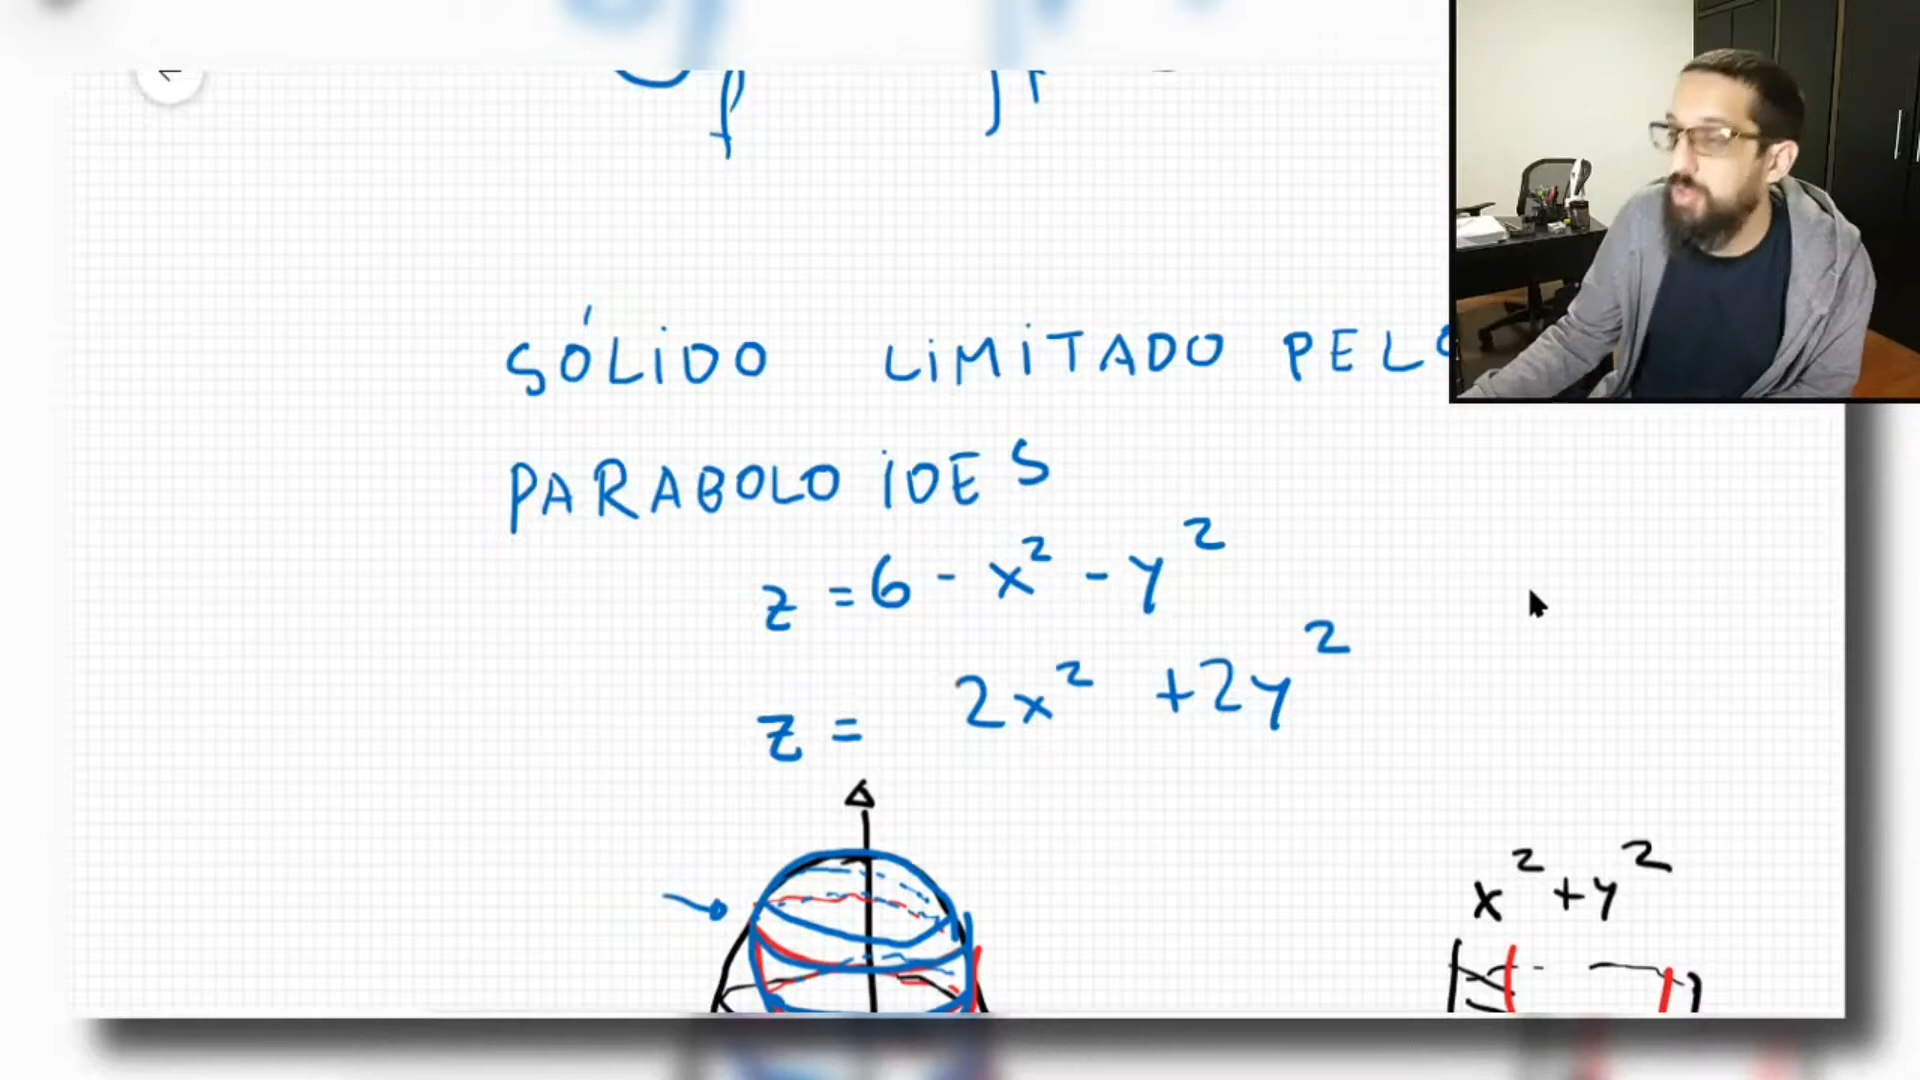 SÓLIDO LIMITADO PELO
PARABOLOIDES
z = 6 - x² - y²
z = 2x² + 2y²
x² + y²